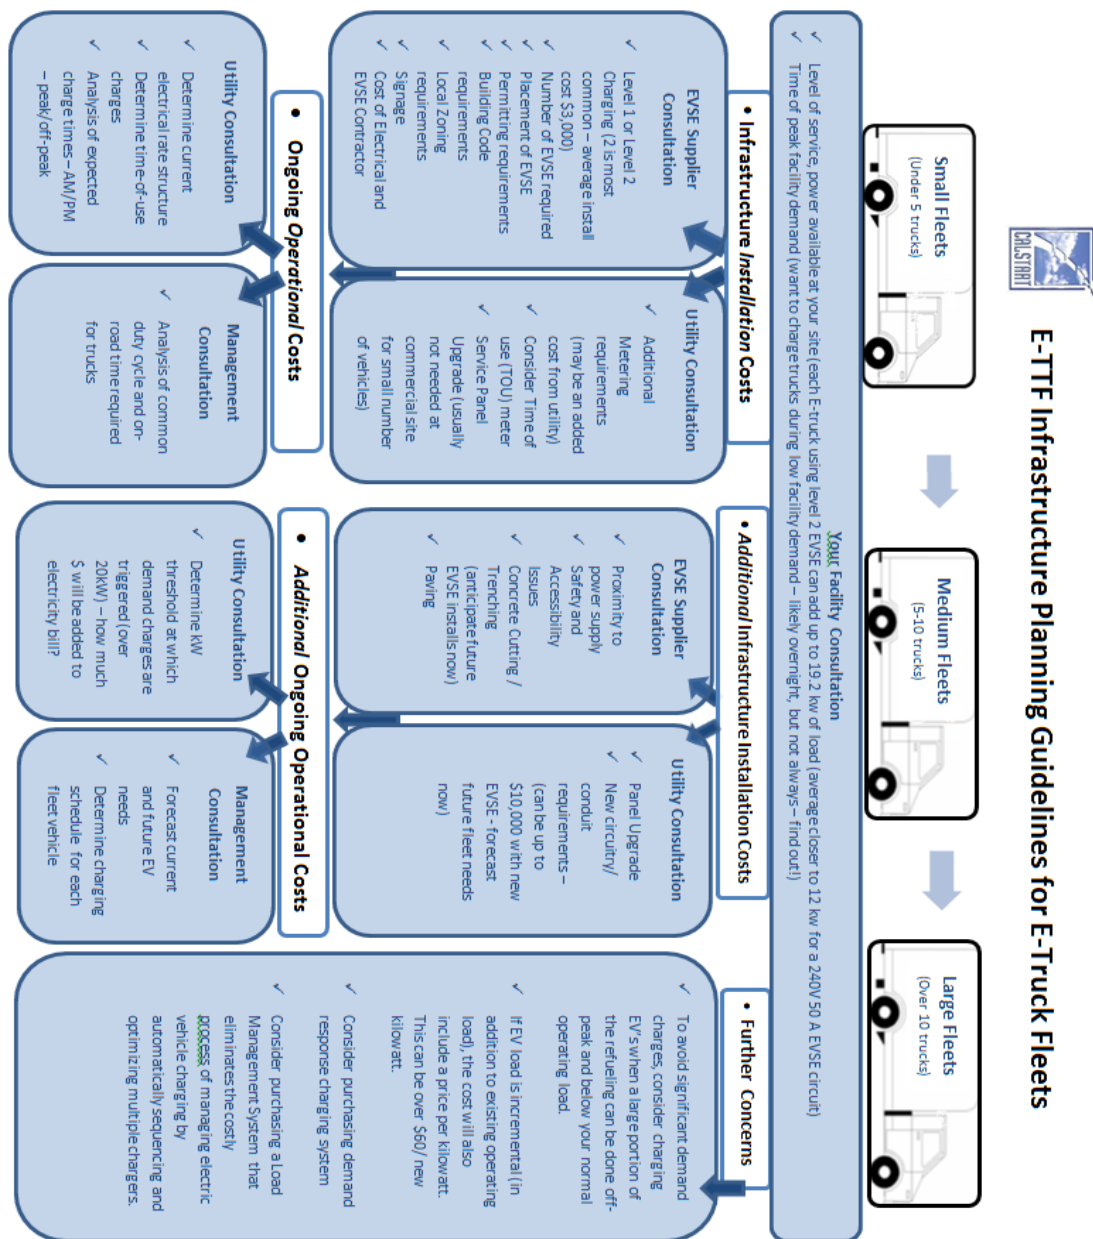 CALSTART
E-TTF Infrastructure Planning Guidelines for E-Truck Fleets
Small Fleets
(Under 5 trucks)
Medium Fleets
(5-10 trucks)
Large Fleets
(Over 10 trucks)
Your Facility Consultation
✓ Level of service, power available at your site (each E-truck using level 2 EVSE can add up to 19.2 kw of load (average closer to 12 kw for a 240V 50 A EVSE circuit)
✓ Time of peak facility demand (want to charge trucks during low facility demand – likely overnight, but not always – find out!)
• Infrastructure Installation Costs
EVSE Supplier
Consultation
✓ Level 1 or Level 2
Charging (2 is most
common – average install
cost $3,000)
✓ Number of EVSE required
✓ Placement of EVSE
✓ Permitting requirements
✓ Building Code
requirements
✓ Local Zoning
requirements
✓ Signage
✓ Cost of Electrical and
EVSE Contractor
Utility Consultation
✓ Additional
Metering
requirements
(may be an added
cost from utility)
✓ Consider Time of
use (TOU) meter
✓ Service Panel
Upgrade (usually
not needed at
commercial site
for small number
of vehicles)
• Ongoing Operational Costs
Utility Consultation
✓ Determine current
electrical rate structure
✓ Determine time-of-use
charges
✓ Analysis of expected
charge times – AM/PM
– peak/off-peak
Management
Consultation
✓ Analysis of common
duty cycle and on-
road time required
for trucks
• Additional Infrastructure Installation Costs
EVSE Supplier
Consultation
✓ Proximity to
power supply
✓ Safety and
Accessibility
Issues
✓ Concrete Cutting /
Trenching
(anticipate future
EVSE installs now)
✓ Paving
Utility Consultation
✓ Panel Upgrade
✓ New circuitry/
conduit
requirements –
(can be up to
$10,000 with new
EVSE - forecast
future fleet needs
now)
• Additional Ongoing Operational Costs
Utility Consultation
✓ Determine kW
threshold at which
demand charges are
triggered (over
20kW) – how much
$ will be added to
electricity bill?
Management
Consultation
✓ Forecast current
and future EV
needs
✓ Determine charging
schedule for each
fleet vehicle
• Further Concerns
✓ To avoid significant demand
charges, consider charging
EV's when a large portion of
the refueling can be done off-
peak and below your normal
operating load.
✓ If EV load is incremental (in
addition to existing operating
load), the cost will also
include a price per kilowatt.
This can be over $60/ new
kilowatt.
✓ Consider purchasing demand
response charging system
✓ Consider purchasing a Load
Management System that
eliminates the costly
process of managing electric
vehicle charging by
automatically sequencing and
optimizing multiple chargers.